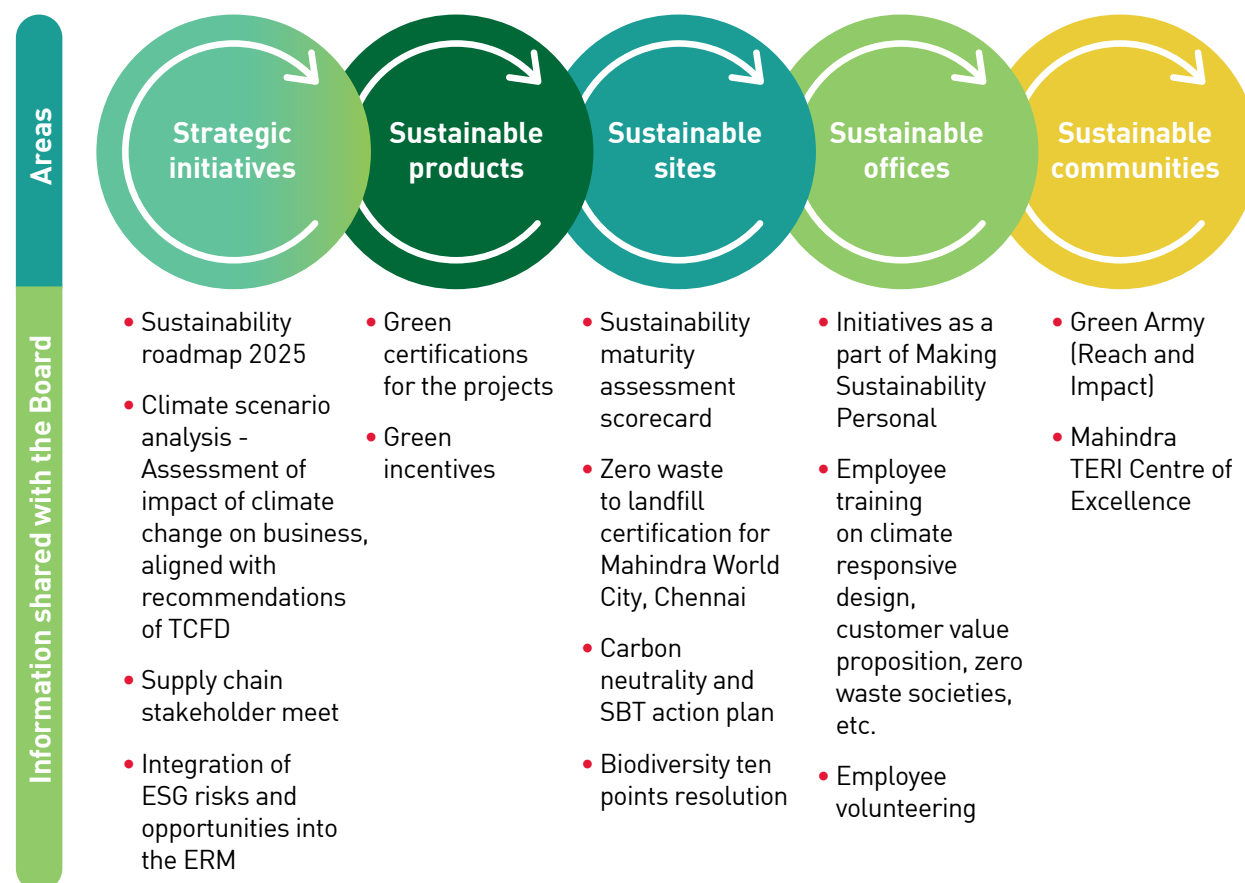 Areas
Strategic
initiatives
Sustainable
products
Sustainable
sites
Sustainable
offices
Sustainable
communities
Information shared with the Board
• Sustainability
roadmap 2025
• Climate scenario
analysis -
Assessment of
impact of climate
change on business,
aligned with
recommendations
of TCFD
• Supply chain
stakeholder meet
• Integration of
ESG risks and
opportunities into
the ERM
• Green
certifications
for the projects
• Green
incentives
• Sustainability
maturity
assessment
scorecard
• Zero waste
to landfill
certification for
Mahindra World
City, Chennai
• Carbon
neutrality and
SBT action plan
• Biodiversity ten
points resolution
• Initiatives as a
part of Making
Sustainability
Personal
• Employee
training
on climate
responsive
design,
customer value
proposition, zero
waste societies,
etc.
• Employee
volunteering
• Green Army
(Reach and
Impact)
• Mahindra
TERI Centre of
Excellence